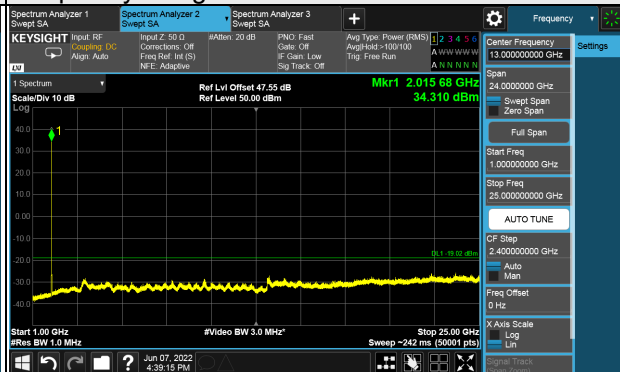 Spectrum Analyzer 1
Swept SA
Spectrum Analyzer 2
Swept SA
Spectrum Analyzer 3
Swept SA
+
Frequency
KEYSIGHT
Input: RF
Coupling: DC
Align: Auto
Input Z: 50 Ω
Corrections: Off
Freq Ref: Int (S)
NFE: Adaptive
#Atten: 20 dB
PNO: Fast
Gate: Off
IF Gain: Low
Sig Track: Off
Avg Type: Power (RMS)
Avg|Hold:>100/100
Trig: Free Run
1 2 3 4 5 6
A W W W W W
A N N N N N
LXI
1 Spectrum
Scale/Div 10 dB
Log
Ref Lvl Offset 47.55 dB
Ref Level 50.00 dBm
Mkr1 2.015 68 GHz
34.310 dBm
1
40.0
30.0
20.0
10.0
0.00
-10.0
-20.0
-30.0
-40.0
DL1 -19.02 dBm
Start 1.00 GHz
#Res BW 1.0 MHz
#Video BW 3.0 MHz*
Stop 25.00 GHz
Sweep ~242 ms (50001 pts)
?
Jun 07, 2022
4:39:15 PM
Center Frequency
13.000000000 GHz
Settings
Span
24.0000000 GHz
Swept Span
Zero Span
Full Span
Start Freq
1.000000000 GHz
Stop Freq
25.000000000 GHz
AUTO TUNE
CF Step
2.400000000 GHz
Auto
Man
Freq Offset
0 Hz
X Axis Scale
Log
Lin
Signal Track